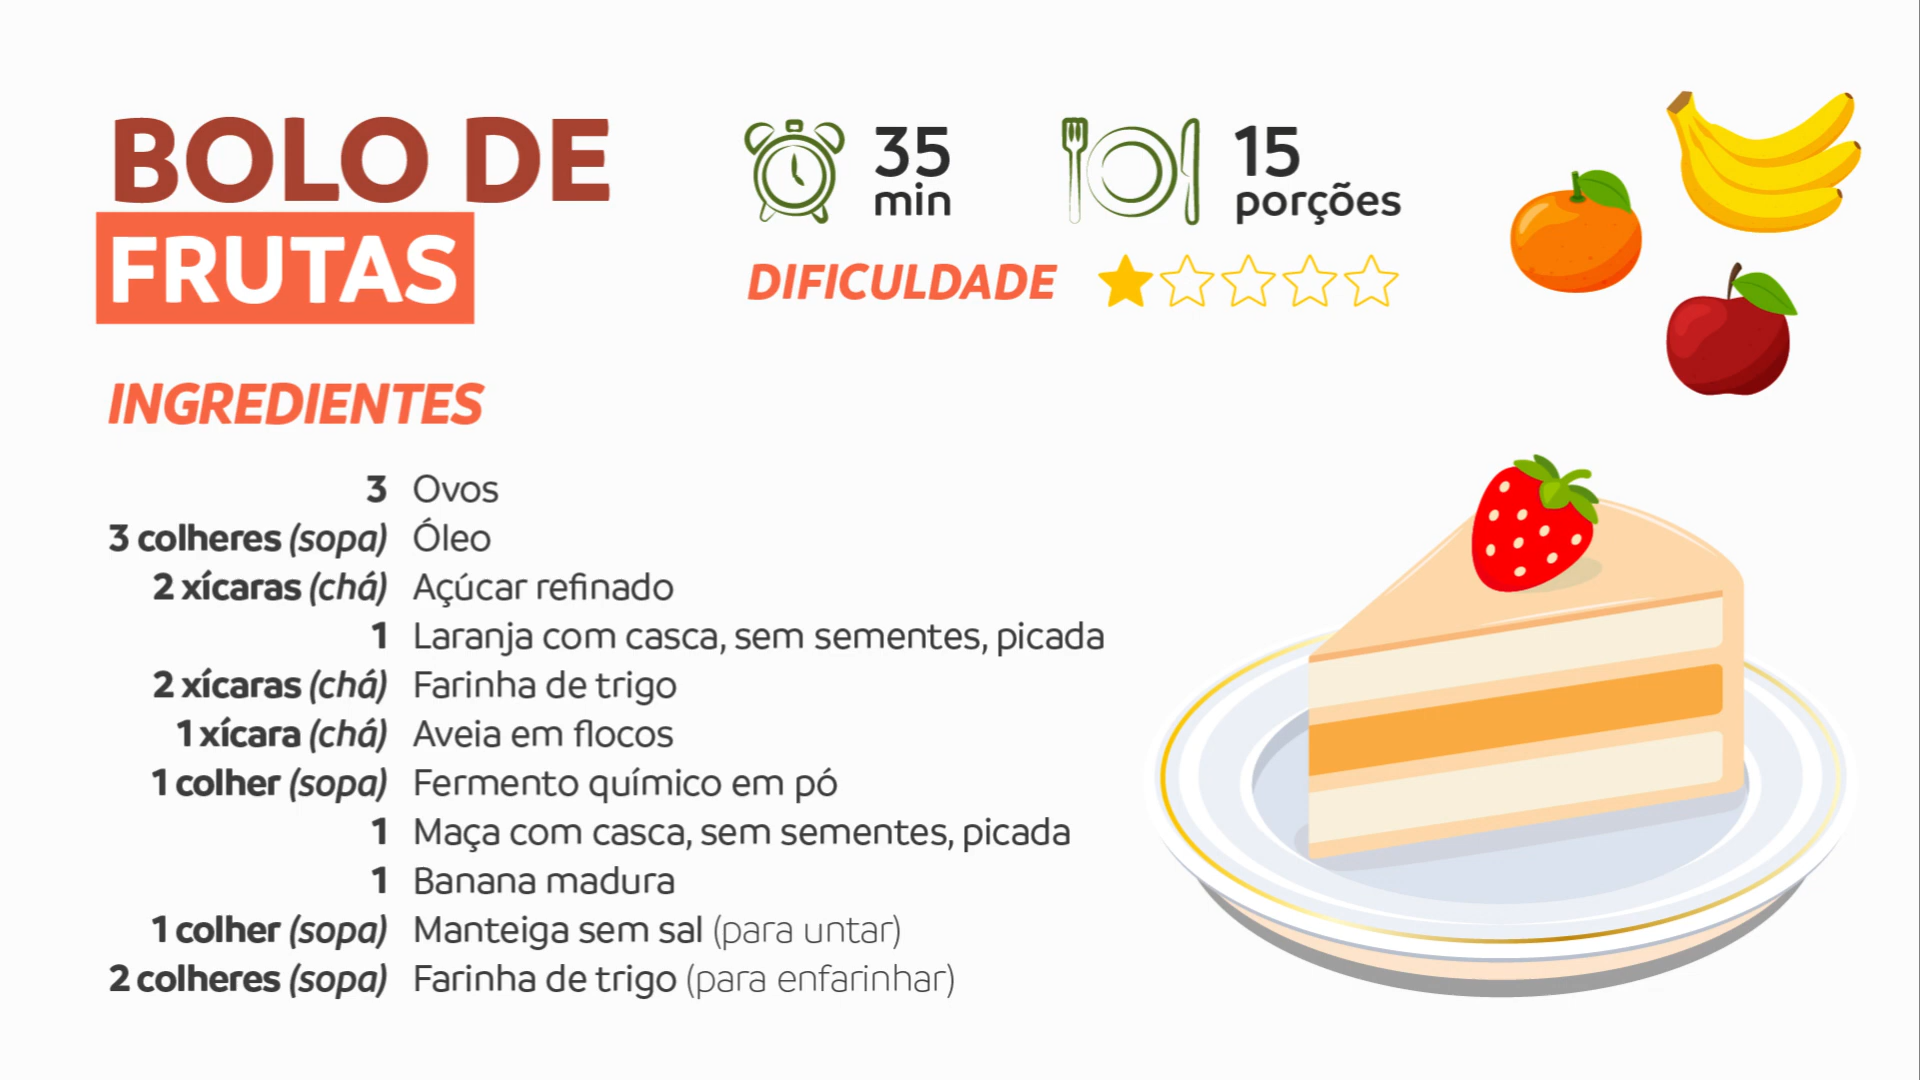 BOLO DE
FRUTAS
35
min
15
porções
DIFICULDADE
INGREDIENTES
3 Ovos
3 colheres (sopa) Óleo
2 xícaras (chá) Açúcar refinado
1 Laranja com casca, sem sementes, picada
2 xícaras (chá) Farinha de trigo
1 xícara (chá) Aveia em flocos
1 colher (sopa) Fermento químico em pó
1 Maça com casca, sem sementes, picada
1 Banana madura
1 colher (sopa) Manteiga sem sal (para untar)
2 colheres (sopa) Farinha de trigo (para enfarinhar)